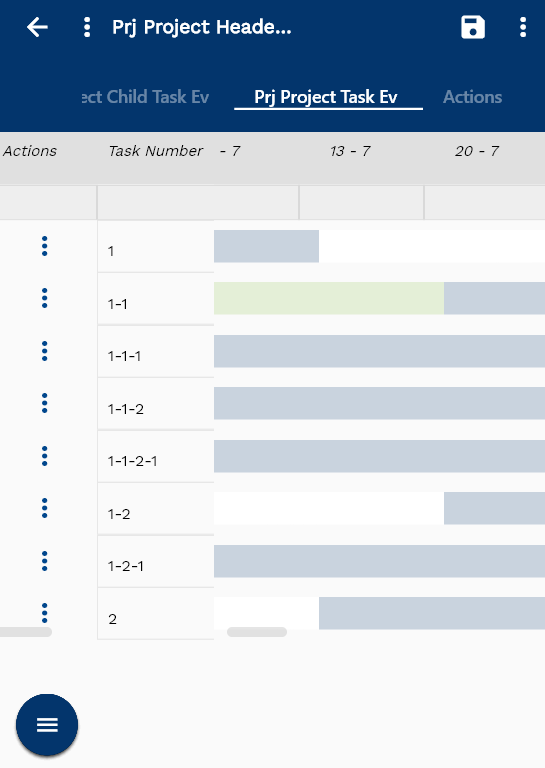 Prj Project Heade...
ect Child Task Ev
Prj Project Task Ev
Actions
Actions
Task Number
- 7
13 - 7
20 - 7
1
1-1
1-1-1
1-1-2
1-1-2-1
1-2
1-2-1
2